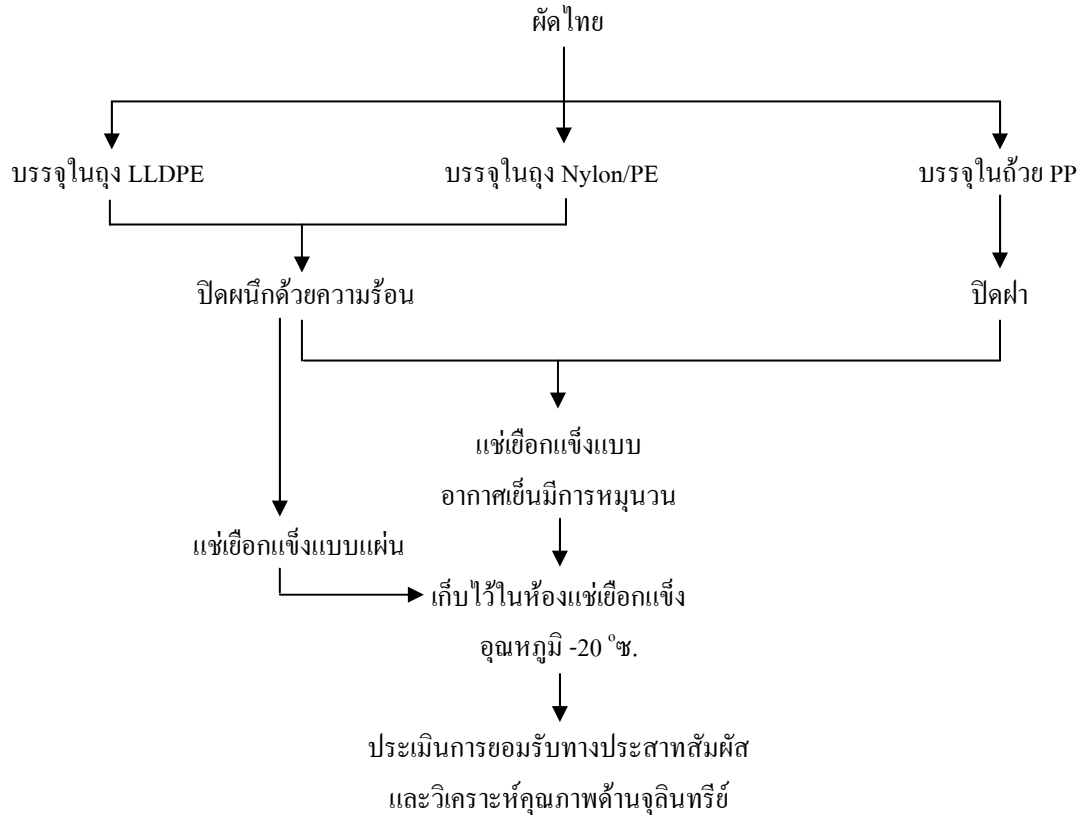 ผัดไทย
บรรจุในถุง LLDPE
บรรจุในถุง Nylon/PE
บรรจุในถ้วย PP
ปิดผนึกด้วยความร้อน
ปิดฝา
แช่เยือกแข็งแบบ
อากาศเย็นมีการหมุนวน
แช่เยือกแข็งแบบแผ่น
เก็บไว้ในห้องแช่เยือกแข็ง
อุณหภูมิ -20 °ซ.
ประเมินการยอมรับทางประสาทสัมผัส
และวิเคราะห์คุณภาพด้านจุลินทรีย์